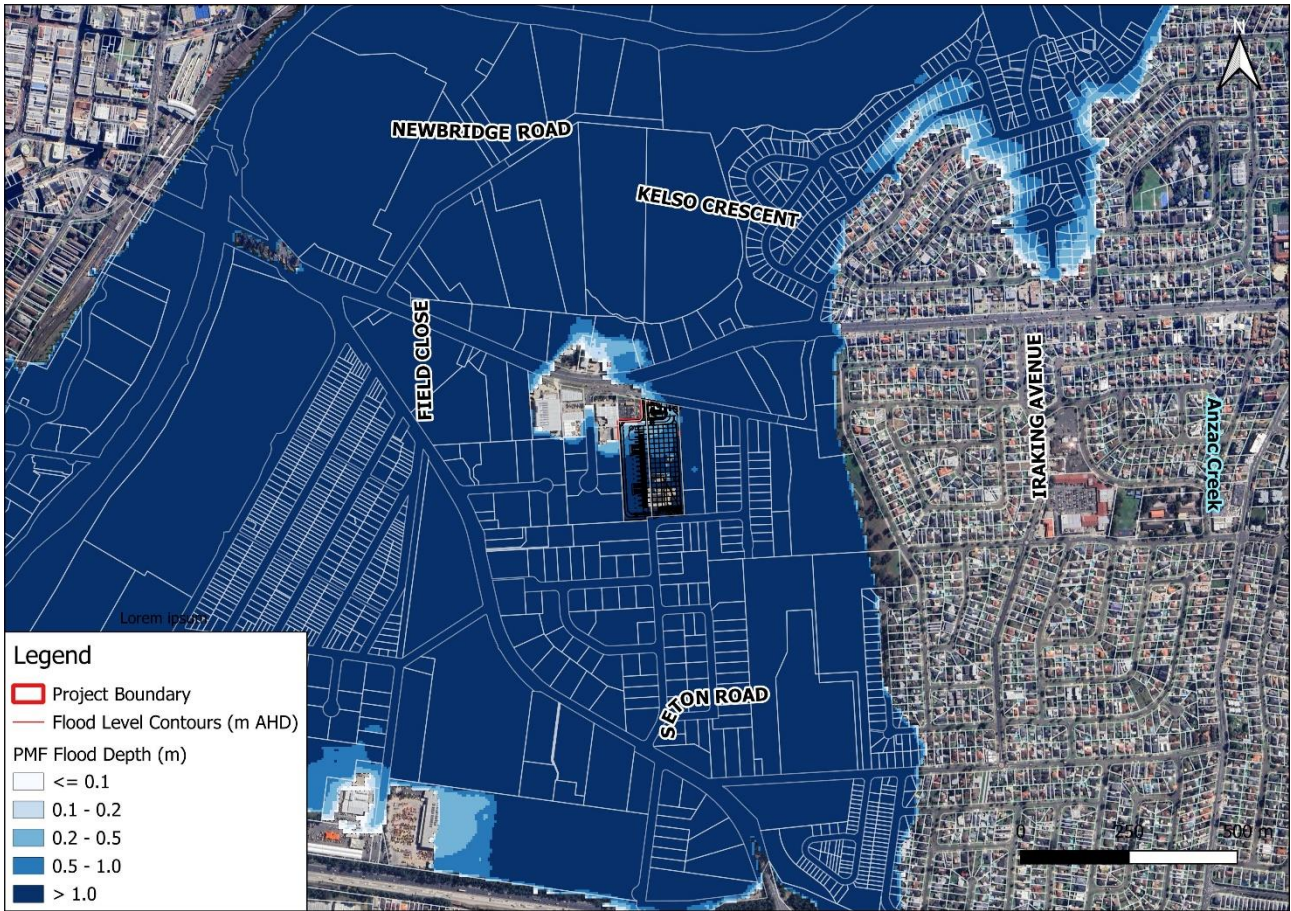 N
NEWBRIDGE ROAD
KELSO CRESCENT
FIELD CLOSE
IRAKING AVENUE
Anzac Creek
Lorem ipsum
SETON ROAD
Legend
Project Boundary
Flood Level Contours (m AHD)
PMF Flood Depth (m)
<= 0.1
0.1 - 0.2
0.2 - 0.5
0.5 - 1.0
> 1.0
0 250 500 m